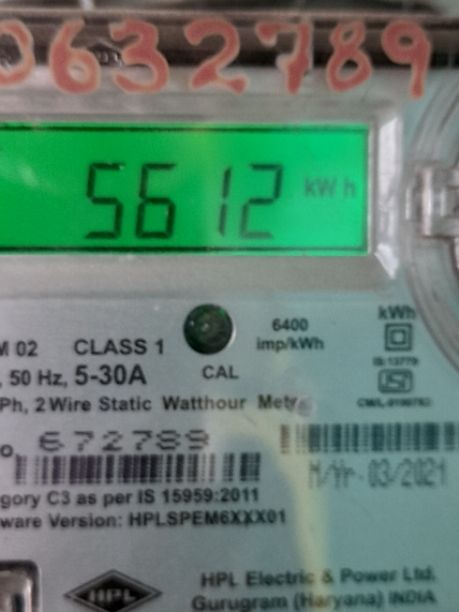 0632789
5612 kWh
6400
imp/kWh
kWh
M 02 CLASS 1
IS:13779
, 50 Hz, 5-30A
CAL
Ph, 2 Wire Static Watthour
o 672789
M/Yr 03/2021
gory C3 as per IS 15959:2011
ware Version: HPLSPEM6XXX01
HPL
HPL Electric & Power Ltd.
Gurugram (Haryana) INDIA